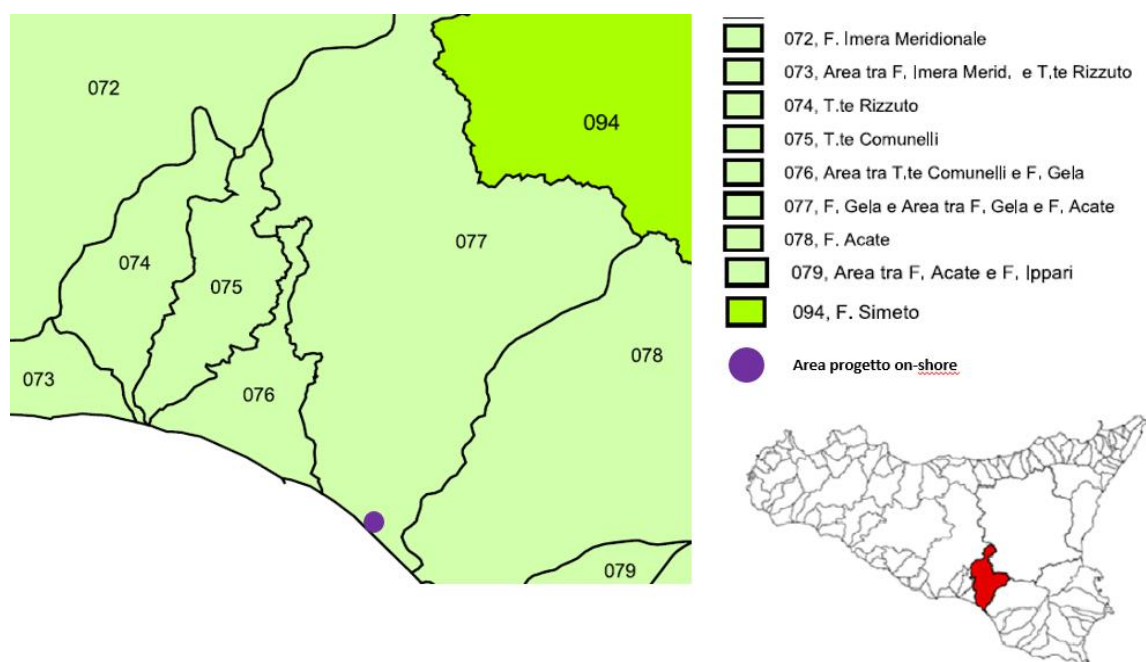 072
094
077
074
075
078
073
076
079
072, F. Imera Meridionale
073, Area tra F, Imera Merid, e T,te Rizzuto
074, T.te Rizzuto
075, T.te Comunelli
076, Area tra T,te Comunelli e F, Gela
077, F, Gela e Area tra F, Gela e F, Acate
078, F. Acate
079, Area tra F, Acate e F, Ippari
094, F. Simeto
Area progetto on-shore